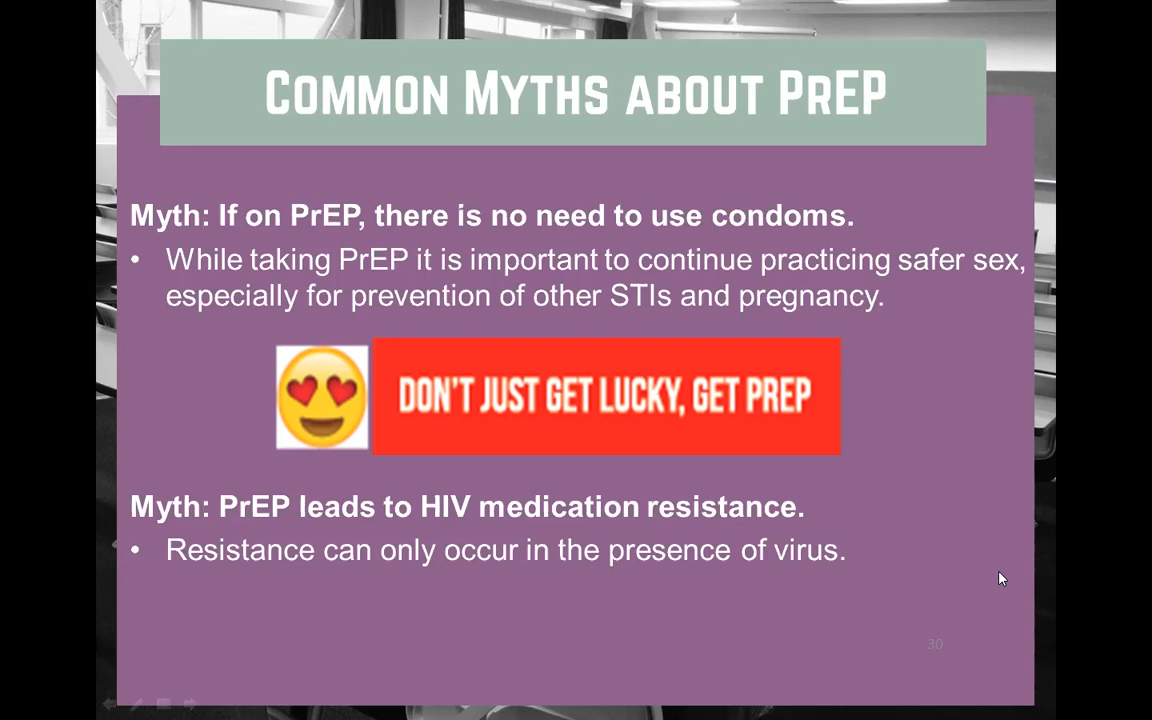 COMMON MYTHS ABOUT PrEP
Myth: If on PrEP, there is no need to use condoms.
• While taking PrEP it is important to continue practicing safer sex,
especially for prevention of other STIs and pregnancy.
DON'T JUST GET LUCKY, GET PREP
Myth: PrEP leads to HIV medication resistance.
• Resistance can only occur in the presence of virus.
30